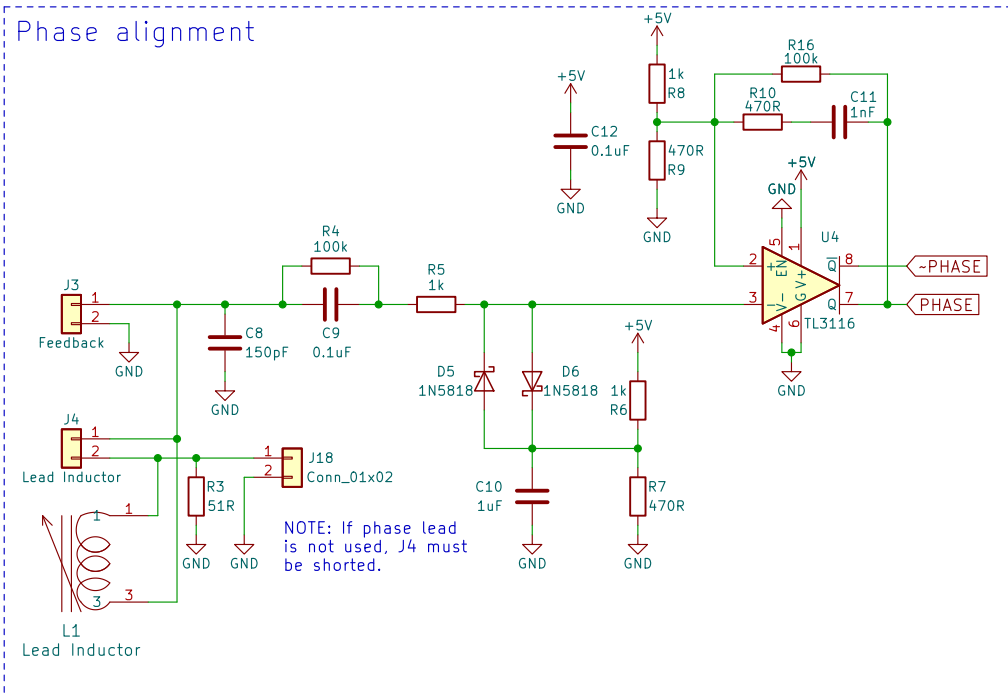 Phase alignment
+5V
1k
R8
470R
R9
GND
+5V
C12
0.1uF
GND
R16
100k
R10
470R
C11
1nF
+5V
GND
U4
5
1
EN
V+
2
+
3
-
V-
G
4
6
Q
8
Q
7
TL3116
GND
~PHASE
PHASE
R4
100k
C9
0.1uF
R5
1k
J3
1
2
Feedback
GND
C8
150pF
GND
D5
1N5818
D6
1N5818
+5V
1k
R6
C10
1uF
GND
R7
470R
GND
J4
1
2
Lead Inductor
R3
51R
GND
1
2
J18
Conn_01x02
GND
NOTE: If phase lead
is not used, J4 must
be shorted.
1
1
3
3
L1
Lead Inductor